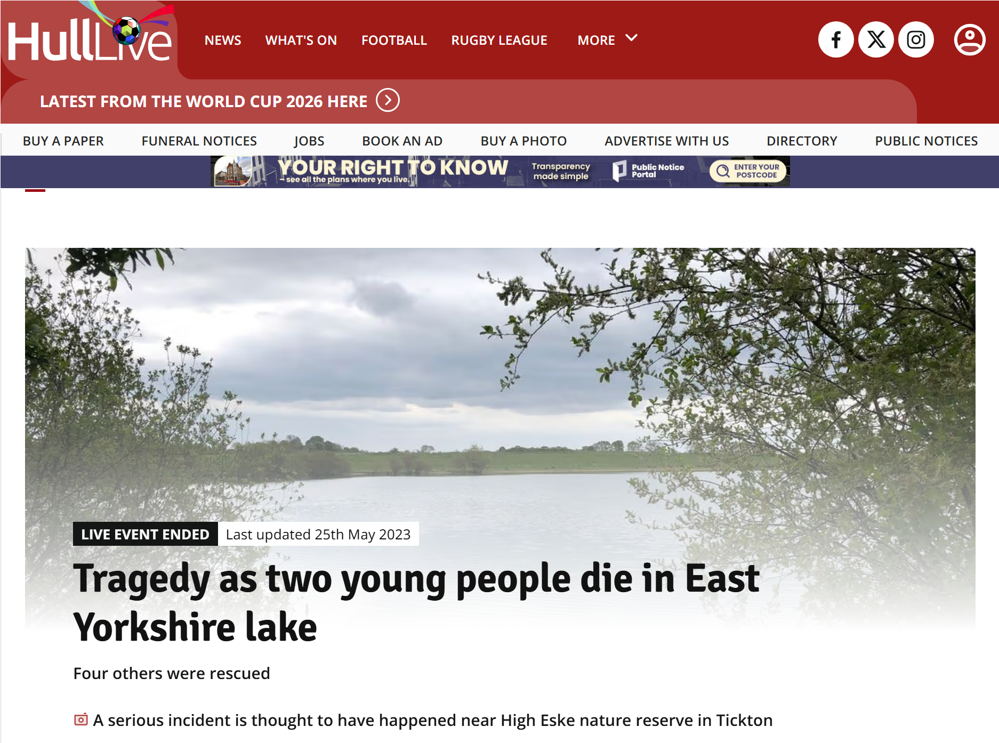 HullLive
NEWS WHAT'S ON FOOTBALL RUGBY LEAGUE MORE
LATEST FROM THE WORLD CUP 2026 HERE
BUY A PAPER FUNERAL NOTICES JOBS BOOK AN AD BUY A PHOTO ADVERTISE WITH US DIRECTORY PUBLIC NOTICES
YOUR RIGHT TO KNOW
– see all the plans where you live.
Transparency
made simple
Public Notice
Portal
ENTER YOUR
POSTCODE
LIVE EVENT ENDED Last updated 25th May 2023
Tragedy as two young people die in East
Yorkshire lake
Four others were rescued
A serious incident is thought to have happened near High Eske nature reserve in Tickton